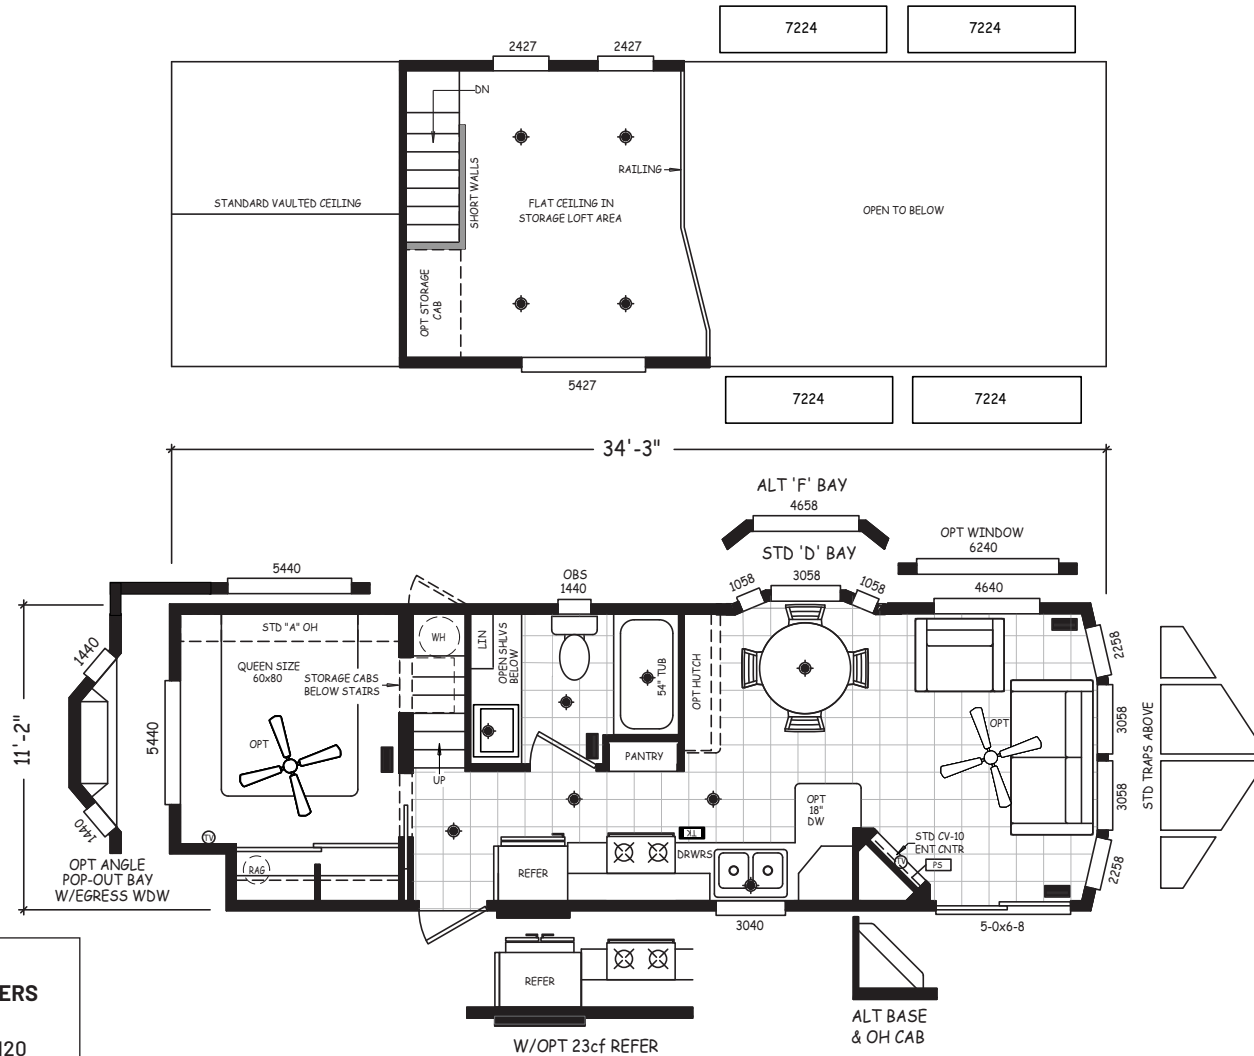 7224
7224
2427
2427
DN
SHORT WALLS
RAILING
STANDARD VAULTED CEILING
FLAT CEILING IN
STORAGE LOFT AREA
OPEN TO BELOW
OPT STORAGE
CAB
5427
7224
7224
34'-3"
ALT 'F' BAY
4658
STD 'D' BAY
OPT WINDOW
6240
5440
OBS
1440
1058
3058
1058
4640
STD "A" OH
QUEEN SIZE
60x80
STORAGE CABS
BELOW STAIRS
WH
LIN
OPEN SHLVS
BELOW
54" TUB
OPT HUTCH
2258
1440
11'-2"
5440
OPT
UP
PANTRY
OPT
3058
3058
STD TRAPS ABOVE
OPT
18"
DW
1440
TV
RAG
TK
DRWRS
REFER
STD CV-10
ENT CNTR
TV
PS
2258
OPT ANGLE
POP-OUT BAY
W/EGRESS WDW
3040
5-0x6-8
REFER
W/OPT 23cf REFER
ALT BASE
& OH CAB
ERS
120